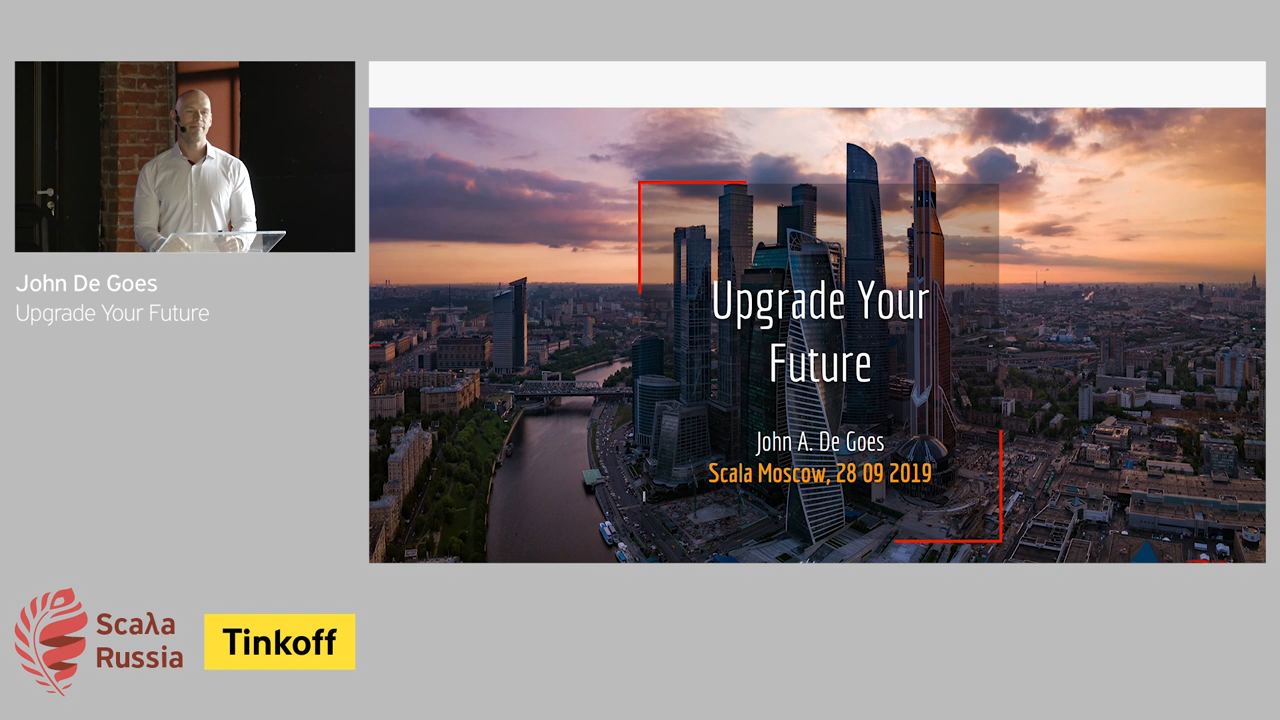 John De Goes
Upgrade Your Future
Upgrade Your
Future
John A. De Goes
Scala Moscow, 28 09 2019
Scaλa
Russia
Tinkoff